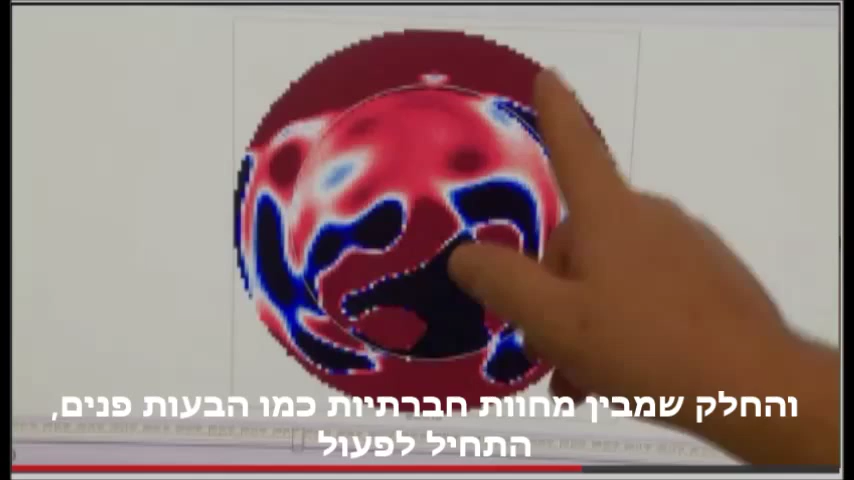 והחלק שמבין מחוות חברתיות כמו הבעות פנים,
התחיל לפעול